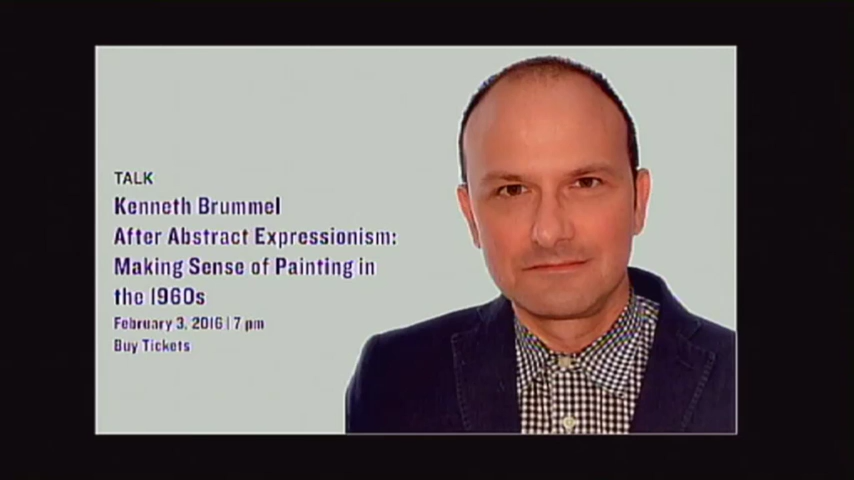 TALK
Kenneth Brummel
After Abstract Expressionism:
Making Sense of Painting in
the 1960s
February 3, 2016 | 7 pm
Buy Tickets